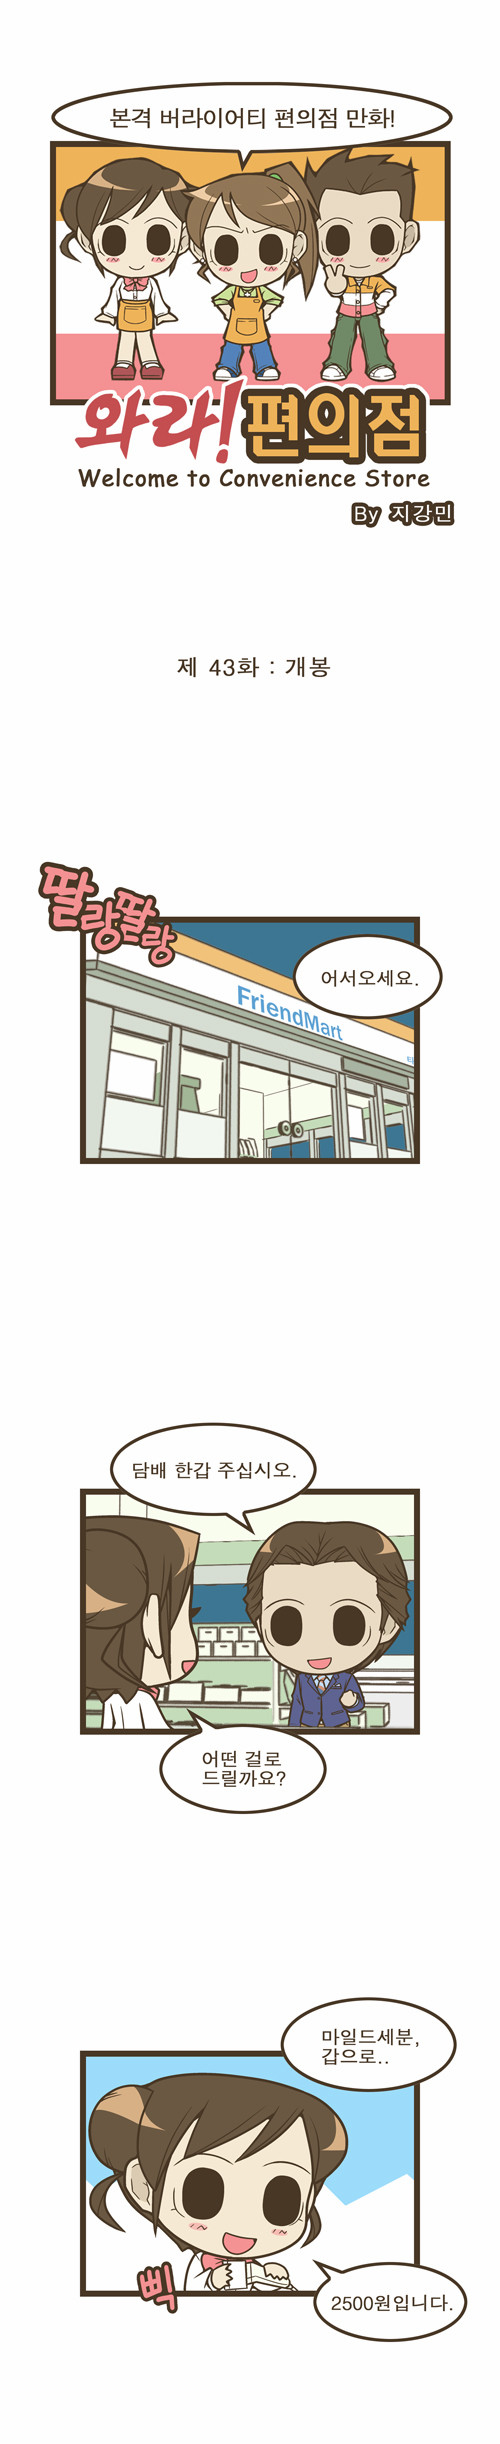 본격 버라이어티 편의점 만화!
와라! 편의점
Welcome to Convenience Store
By 지강민
제 43화 : 개봉
딸랑딸랑
어서오세요.
FriendMart
담배 한갑 주십시오.
어떤 걸로
드릴까요?
마일드세분,
갑으로..
삑
2500원입니다.